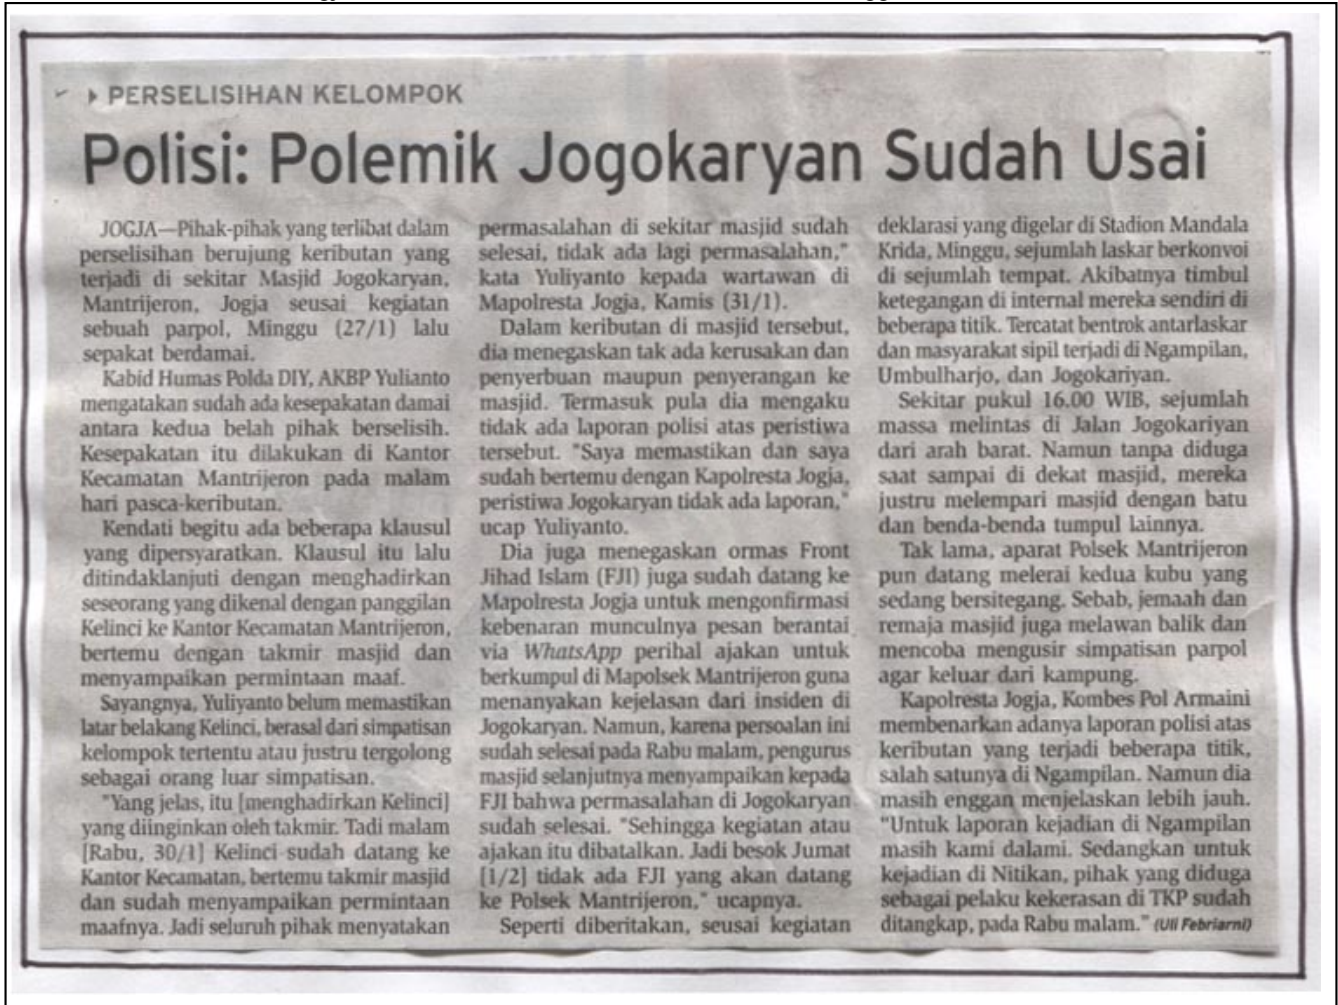 PERSELISIHAN KELOMPOK
Polisi: Polemik Jogokaryan Sudah Usai
JOGJA—Pihak-pihak yang terlibat dalam
perselisihan berujung keributan yang
terjadi di sekitar Masjid Jogokaryan,
Mantrijeron, Jogja seusai kegiatan
sebuah parpol, Minggu (27/1) lalu
sepakat berdamai.
Kabid Humas Polda DIY, AKBP Yulianto
mengatakan sudah ada kesepakatan damai
antara kedua belah pihak berselisih.
Kesepakatan itu dilakukan di Kantor
Kecamatan Mantrijeron pada malam
hari pasca-keributan.
Kendati begitu ada beberapa klausul
yang dipersyaratkan. Klausul itu lalu
ditindaklanjuti dengan menghadirkan
seseorang yang dikenal dengan panggilan
Kelinci ke Kantor Kecamatan Mantrijeron,
bertemu dengan takmir masjid dan
menyampaikan permintaan maaf.
Sayangnya, Yuliyanto belum memastikan
latar belakang Kelinci, berasal dari simpatisan
kelompok tertentu atau justru tergolong
sebagai orang luar simpatisan.
"Yang jelas, itu [menghadirkan Kelinci]
yang diinginkan oleh takmir. Tadi malam
[Rabu, 30/1] Kelinci sudah datang ke
Kantor Kecamatan, bertemu takmir masjid
dan sudah menyampaikan permintaan
maafnya. Jadi seluruh pihak menyatakan
permasalahan di sekitar masjid sudah
selesai, tidak ada lagi permasalahan,"
kata Yuliyanto kepada wartawan di
Mapolresta Jogja, Kamis (31/1).
Dalam keributan di masjid tersebut,
dia menegaskan tak ada kerusakan dan
penyerbuan maupun penyerangan ke
masjid. Termasuk pula dia mengaku
tidak ada laporan polisi atas peristiwa
tersebut. "Saya memastikan dan saya
sudah bertemu dengan Kapolresta Jogja,
peristiwa Jogokaryan tidak ada laporan,"
ucap Yuliyanto.
Dia juga menegaskan ormas Front
Jihad Islam (FJI) juga sudah datang ke
Mapolresta Jogja untuk mengonfirmasi
kebenaran munculnya pesan berantai
via WhatsApp perihal ajakan untuk
berkumpul di Mapolsek Mantrijeron guna
menanyakan kejelasan dari insiden di
Jogokaryan. Namun, karena persoalan ini
sudah selesai pada Rabu malam, pengurus
masjid selanjutnya menyampaikan kepada
FJI bahwa permasalahan di Jogokaryan
sudah selesai. "Sehingga kegiatan atau
ajakan itu dibatalkan. Jadi besok Jumat
[1/2] tidak ada FJI yang akan datang
ke Polsek Mantrijeron," ucapnya.
Seperti diberitakan, seusai kegiatan
deklarasi yang digelar di Stadion Mandala
Krida, Minggu, sejumlah laskar berkonvoi
di sejumlah tempat. Akibatnya timbul
ketegangan di internal mereka sendiri di
beberapa titik. Tercatat bentrok antarlaskar
dan masyarakat sipil terjadi di Ngampilan,
Umbulharjo, dan Jogokariyan.
Sekitar pukul 16.00 WIB, sejumlah
massa melintas di Jalan Jogokariyan
dari arah barat. Namun tanpa diduga
saat sampai di dekat masjid, mereka
justru melempari masjid dengan batu
dan benda-benda tumpul lainnya.
Tak lama, aparat Polsek Mantrijeron
pun datang melerai kedua kubu yang
sedang bersitegang. Sebab, jemaah dan
remaja masjid juga melawan balik dan
mencoba mengusir simpatisan parpol
agar keluar dari kampung.
Kapolresta Jogja, Kombes Pol Armaini
membenarkan adanya laporan polisi atas
keributan yang terjadi beberapa titik,
salah satunya di Ngampilan. Namun dia
masih enggan menjelaskan lebih jauh.
"Untuk laporan kejadian di Ngampilan
masih kami dalami. Sedangkan untuk
kejadian di Nitikan, pihak yang diduga
sebagai pelaku kekerasan di TKP sudah
ditangkap, pada Rabu malam." (Uli Febriarni)